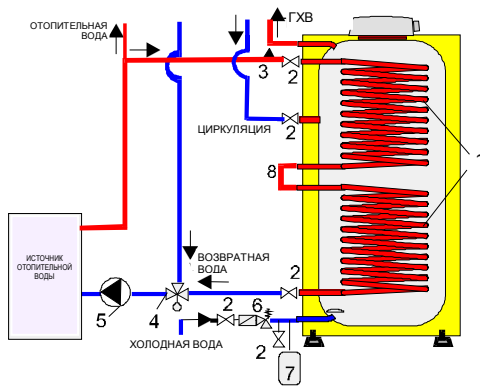 ГХВ
ОТОПИТЕЛЬНАЯ
ВОДА
3
2
1
ЦИРКУЛЯЦИЯ
2
8
ИСТОЧНИК
ОТОПИТЕЛЬНОЙ
ВОДЫ
ВОЗВРАТНАЯ
ВОДА
2
5
4
2
6
ХОЛОДНАЯ ВОДА
2
7